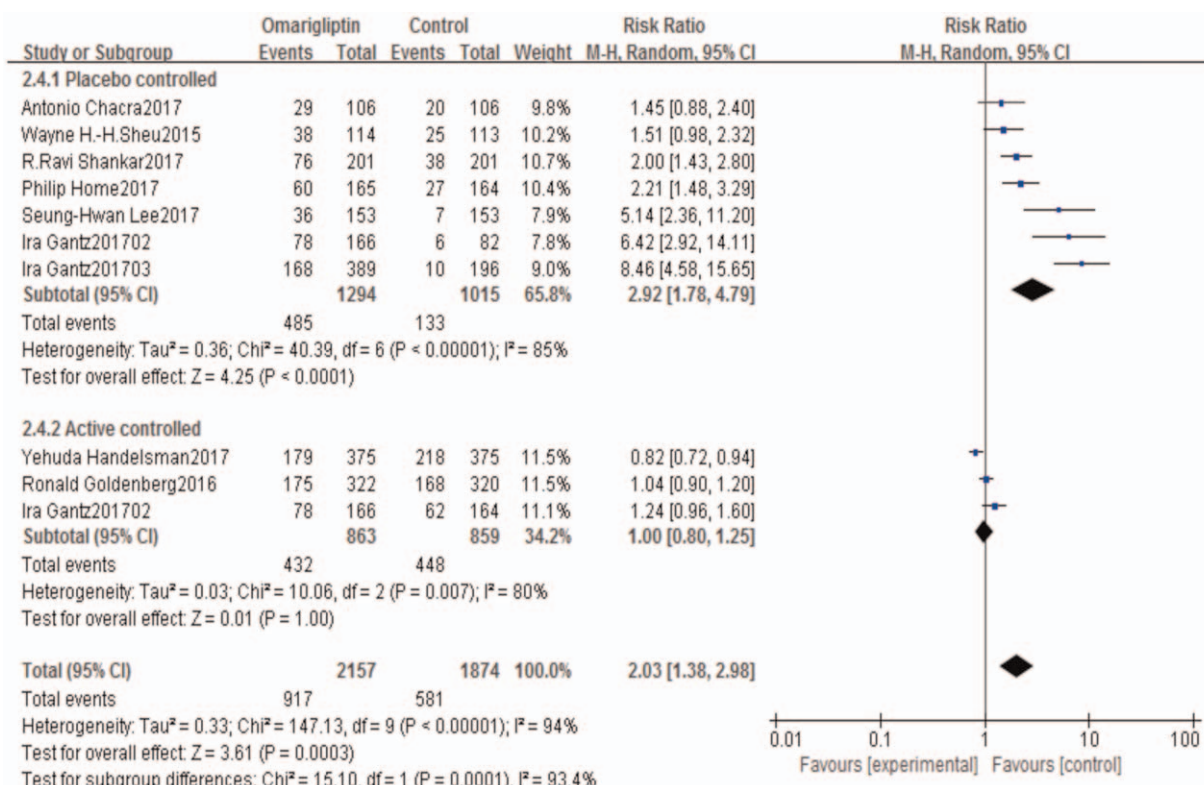 Omarigliptin Control Risk Ratio Risk Ratio
Study or Subgroup Events Total Events Total Weight M-H, Random, 95% CI M-H, Random, 95% CI
2.4.1 Placebo controlled
Antonio Chacra2017 29 106 20 106 9.8% 1.45 [0.88, 2.40]
Wayne H.-H.Sheu2015 38 114 25 113 10.2% 1.51 [0.98, 2.32]
R.Ravi Shankar2017 76 201 38 201 10.7% 2.00 [1.43, 2.80]
Philip Home2017 60 165 27 164 10.4% 2.21 [1.48, 3.29]
Seung-Hwan Lee2017 36 153 7 153 7.9% 5.14 [2.36, 11.20]
Ira Gantz201702 78 166 6 82 7.8% 6.42 [2.92, 14.11]
Ira Gantz201703 168 389 10 196 9.0% 8.46 [4.58, 15.65]
Subtotal (95% CI) 1294 1015 65.8% 2.92 [1.78, 4.79]
Total events 485 133
Heterogeneity: Tau² = 0.36; Chi² = 40.39, df = 6 (P < 0.00001); I² = 85%
Test for overall effect: Z = 4.25 (P < 0.0001)
2.4.2 Active controlled
Yehuda Handelsman2017 179 375 218 375 11.5% 0.82 [0.72, 0.94]
Ronald Goldenberg2016 175 322 168 320 11.5% 1.04 [0.90, 1.20]
Ira Gantz201702 78 166 62 164 11.1% 1.24 [0.96, 1.60]
Subtotal (95% CI) 863 859 34.2% 1.00 [0.80, 1.25]
Total events 432 448
Heterogeneity: Tau² = 0.03; Chi² = 10.06, df = 2 (P = 0.007); I² = 80%
Test for overall effect: Z = 0.01 (P = 1.00)
Total (95% CI) 2157 1874 100.0% 2.03 [1.38, 2.98]
Total events 917 581
Heterogeneity: Tau² = 0.33; Chi² = 147.13, df = 9 (P < 0.00001); I² = 94%
Test for overall effect: Z = 3.61 (P = 0.0003)
Test for subgroup differences: Chi² = 15.10, df = 1 (P = 0.0001), I² = 93.4%
0.01 0.1 1 10 100
Favours [experimental] Favours [control]